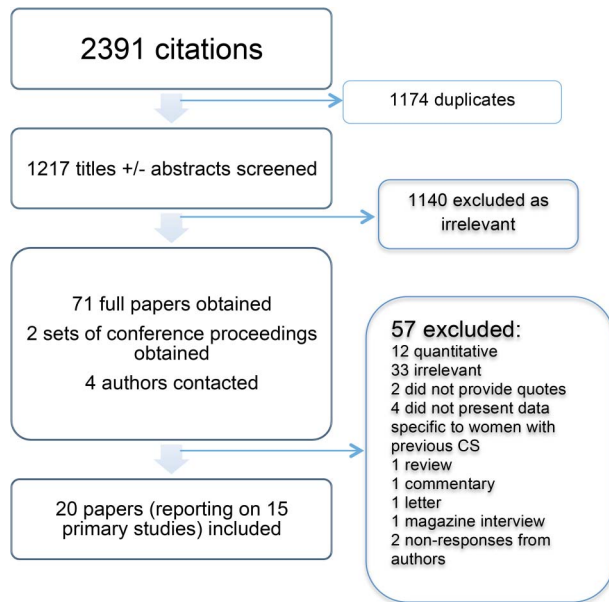 2391 citations
1174 duplicates
1217 titles +/- abstracts screened
1140 excluded as
irrelevant
71 full papers obtained
2 sets of conference proceedings
obtained
4 authors contacted
57 excluded:
12 quantitative
33 irrelevant
2 did not provide quotes
4 did not present data
specific to women with
previous CS
1 review
1 commentary
1 letter
1 magazine interview
2 non-responses from
authors
20 papers (reporting on 15
primary studies) included